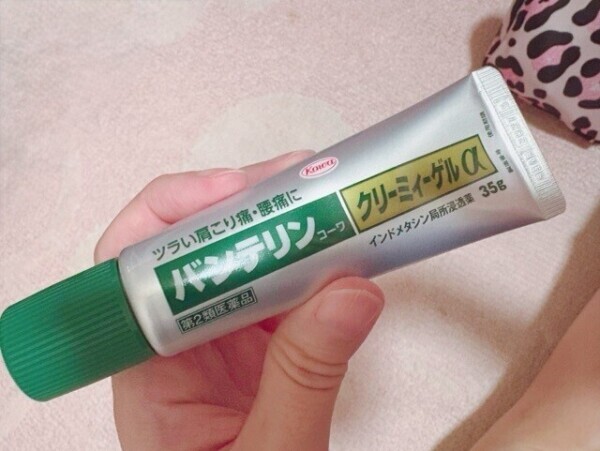 Kowa
ツラい肩こり痛・腰痛に
バンテリン コーワ
クリーミィーゲルα
インドメタシン局所浸透薬 35g
第2類医薬品